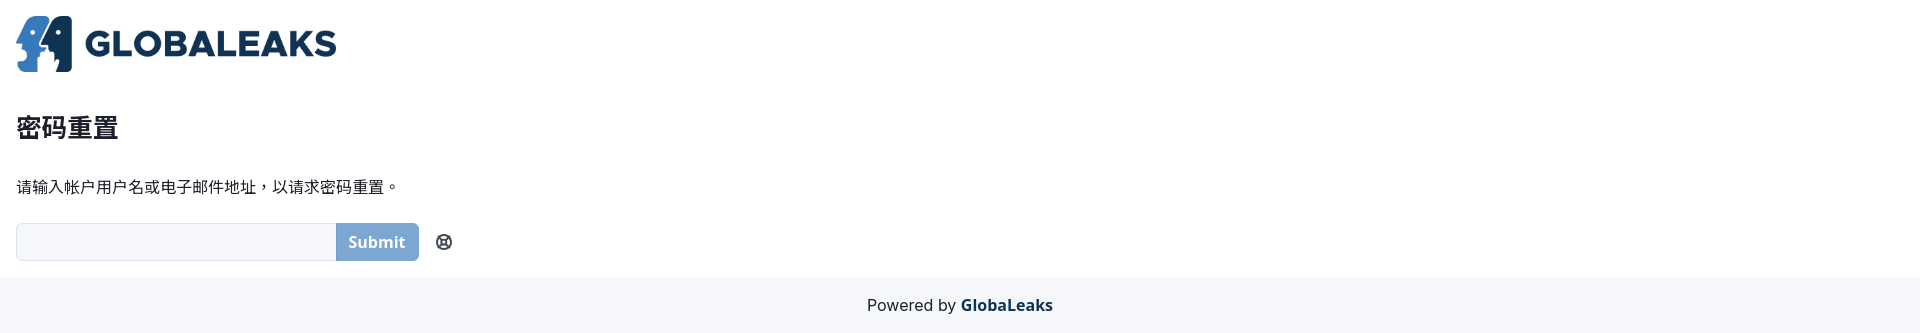 GLOBALEAKS
密码重置
请输入帐户用户名或电子邮件地址，以请求密码重置。
Submit
Powered by GlobaLeaks